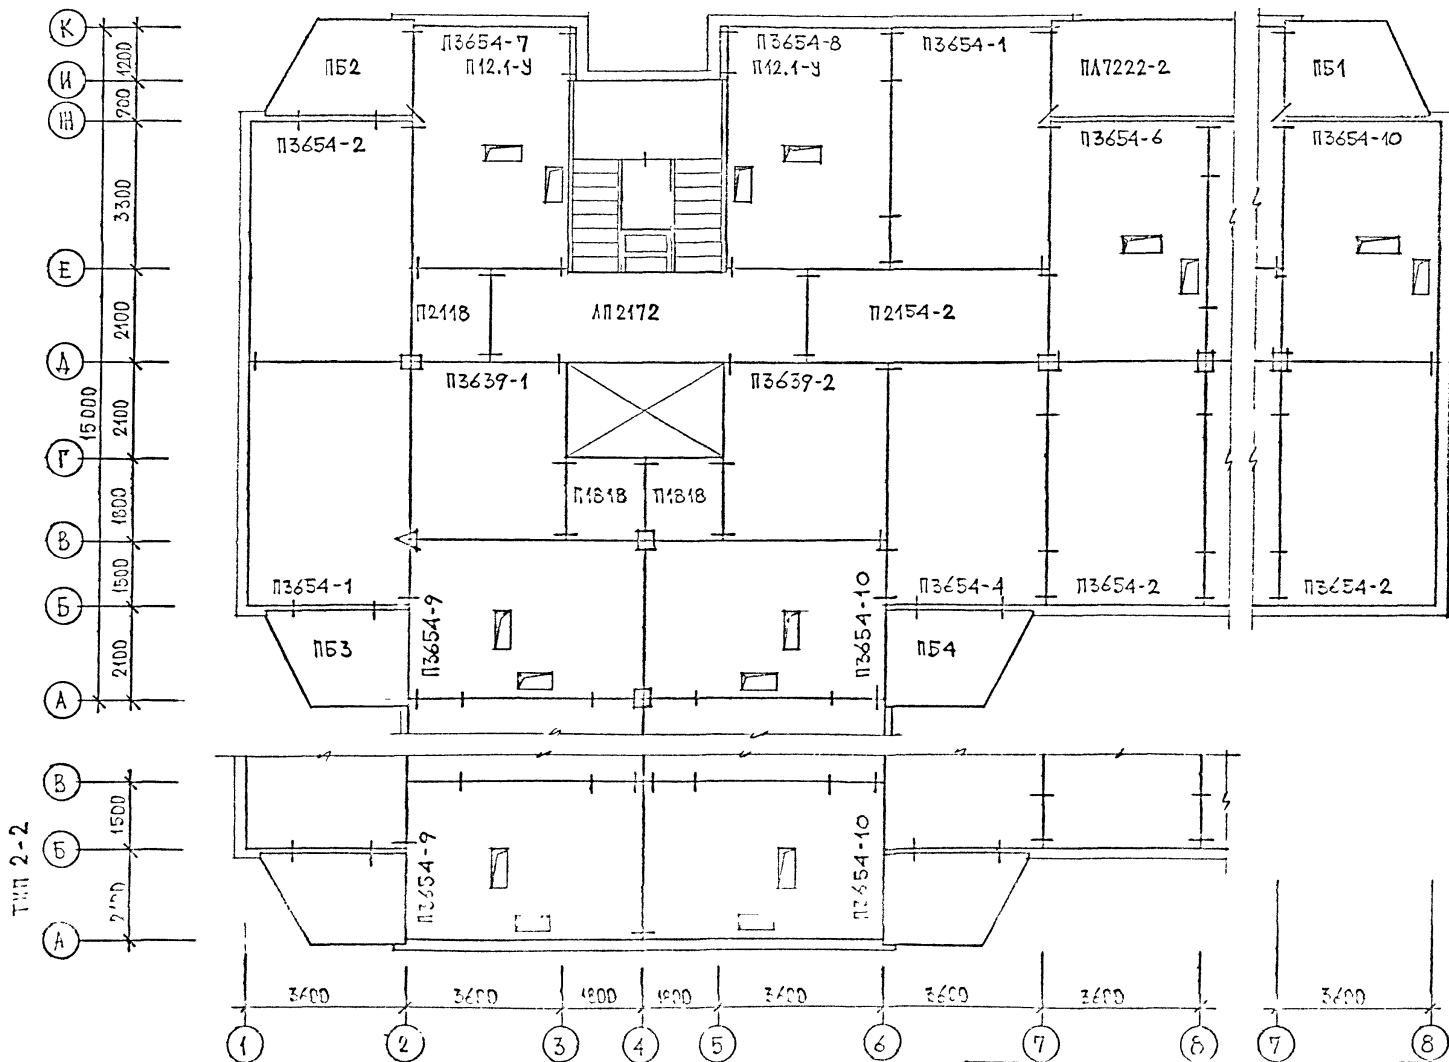 К
И
Ж
Е
Д
Г
В
Б
А
1200
900
3300
2100
15000
2100
1800
1500
2100
П3654-7
П12.1-У
П3654-8
П12.1-У
П3654-1
ПБ2
ПЛ7222-2
ПБ1
П3654-2
П3654-6
П3654-10
П2118
ЛП2172
П2154-2
П3639-1
П3639-2
П1818
П1818
П3654-1
П3654-4
П3654-2
П3654-2
П3654-9
П3654-10
ПБ3
ПБ4
ТИП 2-2
В
Б
А
1500
2100
П3654-9
П3654-10
3600
3600
1800
1800
3600
3600
3600
3600
1
2
3
4
5
6
7
8
7
8